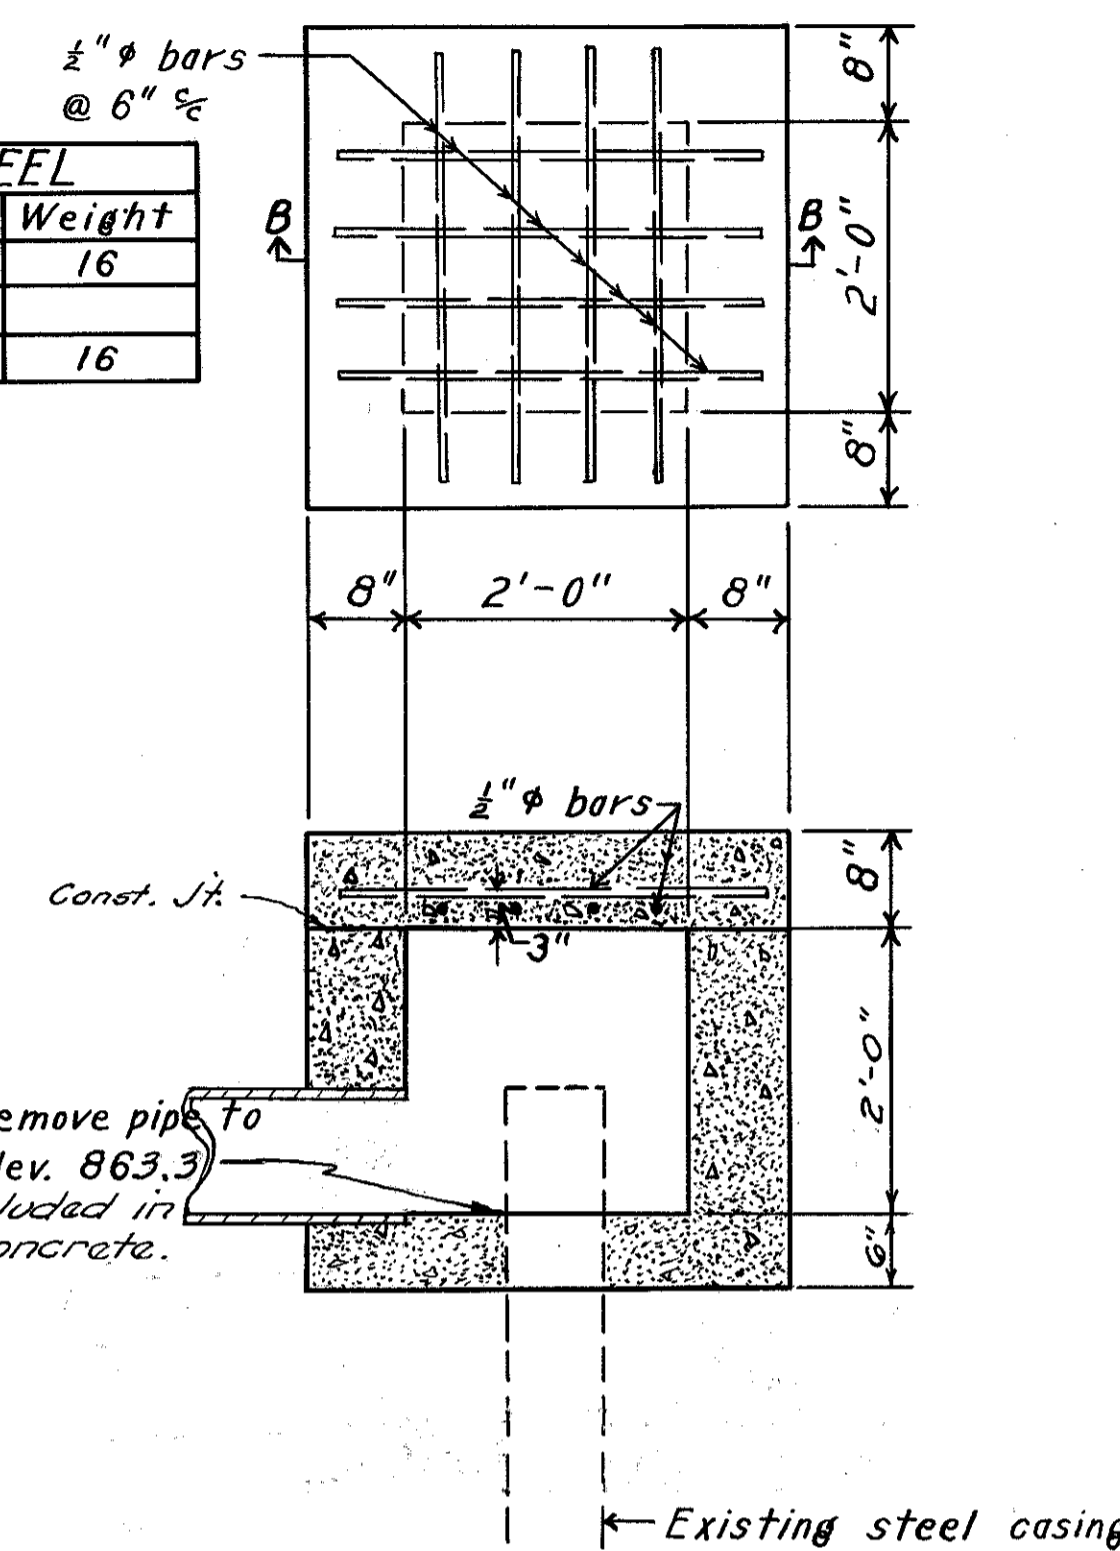 ½"ϕ bars
@ 6" c/c
EEL
Weight
16
16
B
B
8"
2'-0"
8"
8"
2'-0"
8"
½"ϕ bars
Const. Jt.
3"
8"
2'-0"
6"
emove pipe to
lev. 863.3
luded in
oncrete.
Existing steel casing